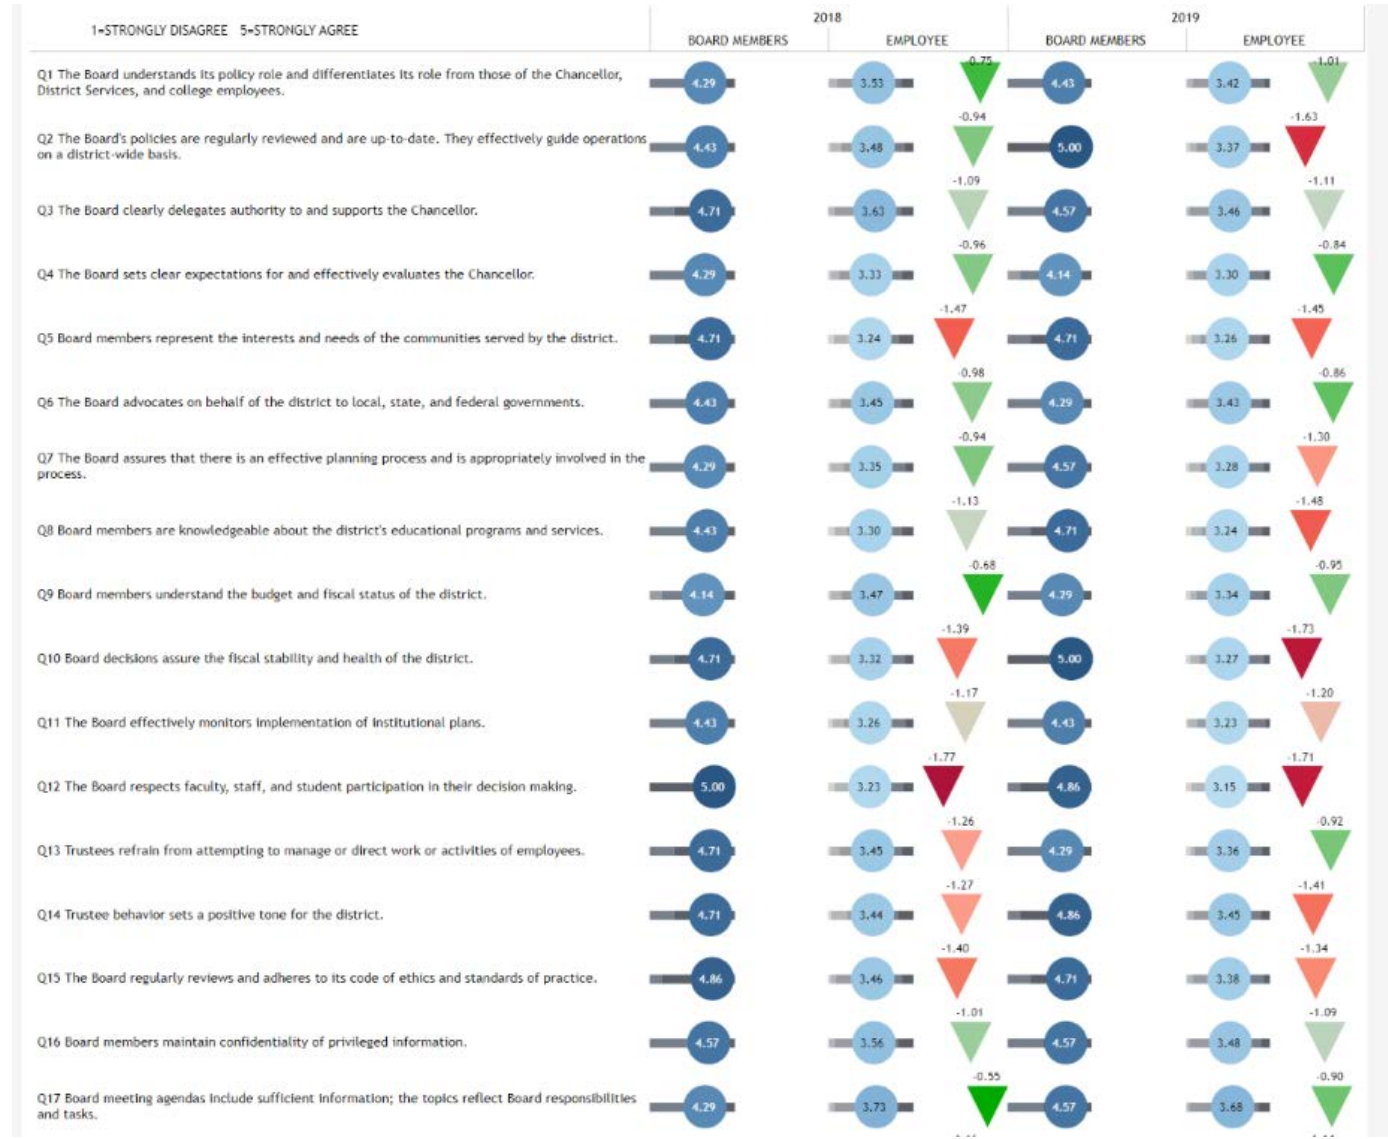 1=STRONGLY DISAGREE 5=STRONGLY AGREE
2018 2019
BOARD MEMBERS EMPLOYEE BOARD MEMBERS EMPLOYEE
Q1 The Board understands its policy role and differentiates its role from those of the Chancellor,
District Services, and college employees.
4.29 3.53 -0.75 4.43 3.42 -1.01
Q2 The Board's policies are regularly reviewed and are up-to-date. They effectively guide operations
on a district-wide basis.
4.43 3.48 -0.94 5.00 3.37 -1.63
Q3 The Board clearly delegates authority to and supports the Chancellor.
4.71 3.63 -1.09 4.57 3.46 -1.11
Q4 The Board sets clear expectations for and effectively evaluates the Chancellor.
4.29 3.33 -0.96 4.14 3.30 -0.84
Q5 Board members represent the interests and needs of the communities served by the district.
4.71 3.24 -1.47 4.71 3.26 -1.45
Q6 The Board advocates on behalf of the district to local, state, and federal governments.
4.43 3.45 -0.98 4.29 3.43 -0.86
Q7 The Board assures that there is an effective planning process and is appropriately involved in the
process.
4.29 3.35 -0.94 4.57 3.28 -1.30
Q8 Board members are knowledgeable about the district's educational programs and services.
4.43 3.30 -1.13 4.71 3.24 -1.48
Q9 Board members understand the budget and fiscal status of the district.
4.14 3.47 -0.68 4.29 3.34 -0.95
Q10 Board decisions assure the fiscal stability and health of the district.
4.71 3.32 -1.39 5.00 3.27 -1.73
Q11 The Board effectively monitors implementation of institutional plans.
4.43 3.26 -1.17 4.43 3.23 -1.20
Q12 The Board respects faculty, staff, and student participation in their decision making.
5.00 3.23 -1.77 4.86 3.15 -1.71
Q13 Trustees refrain from attempting to manage or direct work or activities of employees.
4.71 3.45 -1.26 4.29 3.36 -0.92
Q14 Trustee behavior sets a positive tone for the district.
4.71 3.44 -1.27 4.86 3.45 -1.41
Q15 The Board regularly reviews and adheres to its code of ethics and standards of practice.
4.86 3.46 -1.40 4.71 3.38 -1.34
Q16 Board members maintain confidentiality of privileged information.
4.57 3.56 -1.01 4.57 3.48 -1.09
Q17 Board meeting agendas include sufficient information; the topics reflect Board responsibilities
and tasks.
4.29 3.73 -0.55 4.57 3.68 -0.90